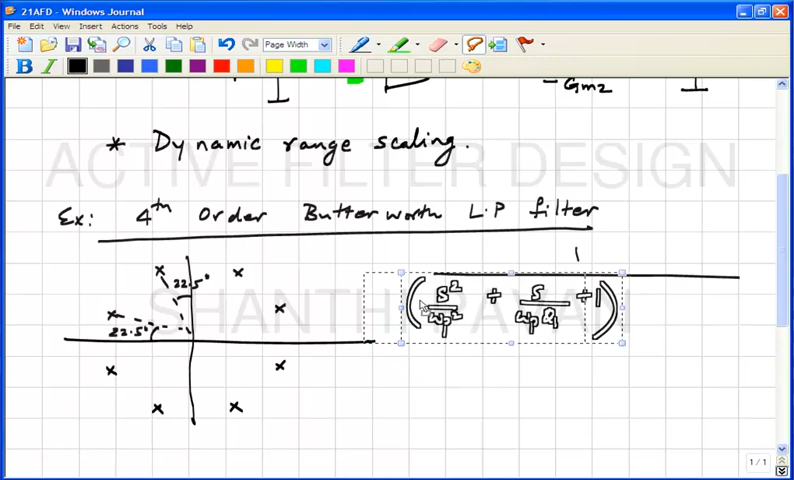 21AFD - Windows Journal
File Edit View Insert Actions Tools Help
Page Width
B I
- Gm2
* Dynamic range scaling.
ACTIVE FILTER DESIGN
Ex: 4th Order Butterworth L.P filter
1
(s²/ωp² + s/ωpQ1 + 1)
22.5°
22.5°
SHANTHI PAVAN
1 / 1